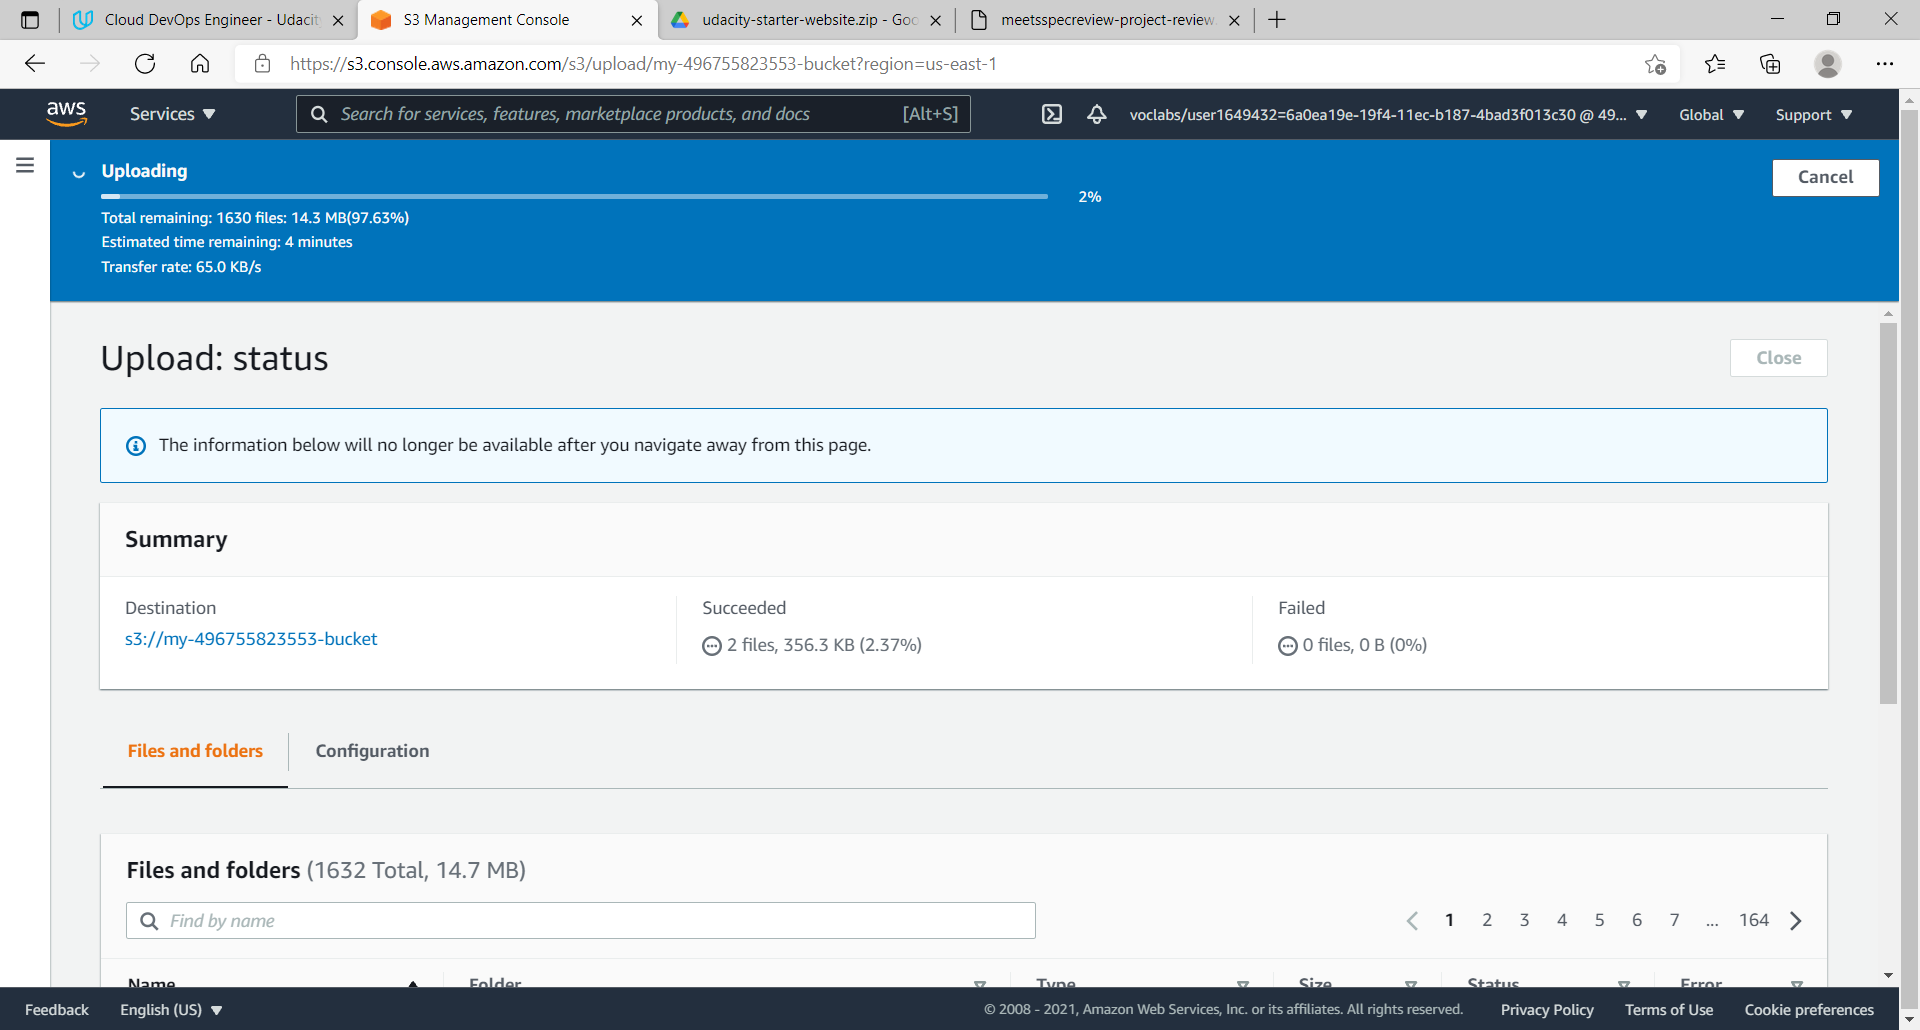 Cloud DevOps Engineer - Udacit
S3 Management Console
udacity-starter-website.zip - Goo
meetsspecreview-project-review.
https://s3.console.aws.amazon.com/s3/upload/my-496755823553-bucket?region=us-east-1
aws
Services
Search for services, features, marketplace products, and docs
[Alt+S]
voclabs/user1649432=6a0ea19e-19f4-11ec-b187-4bad3f013c30 @ 49...
Global
Support
Uploading
2%
Cancel
Total remaining: 1630 files: 14.3 MB(97.63%)
Estimated time remaining: 4 minutes
Transfer rate: 65.0 KB/s
Upload: status
Close
The information below will no longer be available after you navigate away from this page.
Summary
Destination
s3://my-496755823553-bucket
Succeeded
2 files, 356.3 KB (2.37%)
Failed
0 files, 0 B (0%)
Files and folders
Configuration
Files and folders (1632 Total, 14.7 MB)
Find by name
1 2 3 4 5 6 7 ... 164
Name Folder Type Size Status Error
Feedback
English (US)
© 2008 - 2021, Amazon Web Services, Inc. or its affiliates. All rights reserved.
Privacy Policy
Terms of Use
Cookie preferences